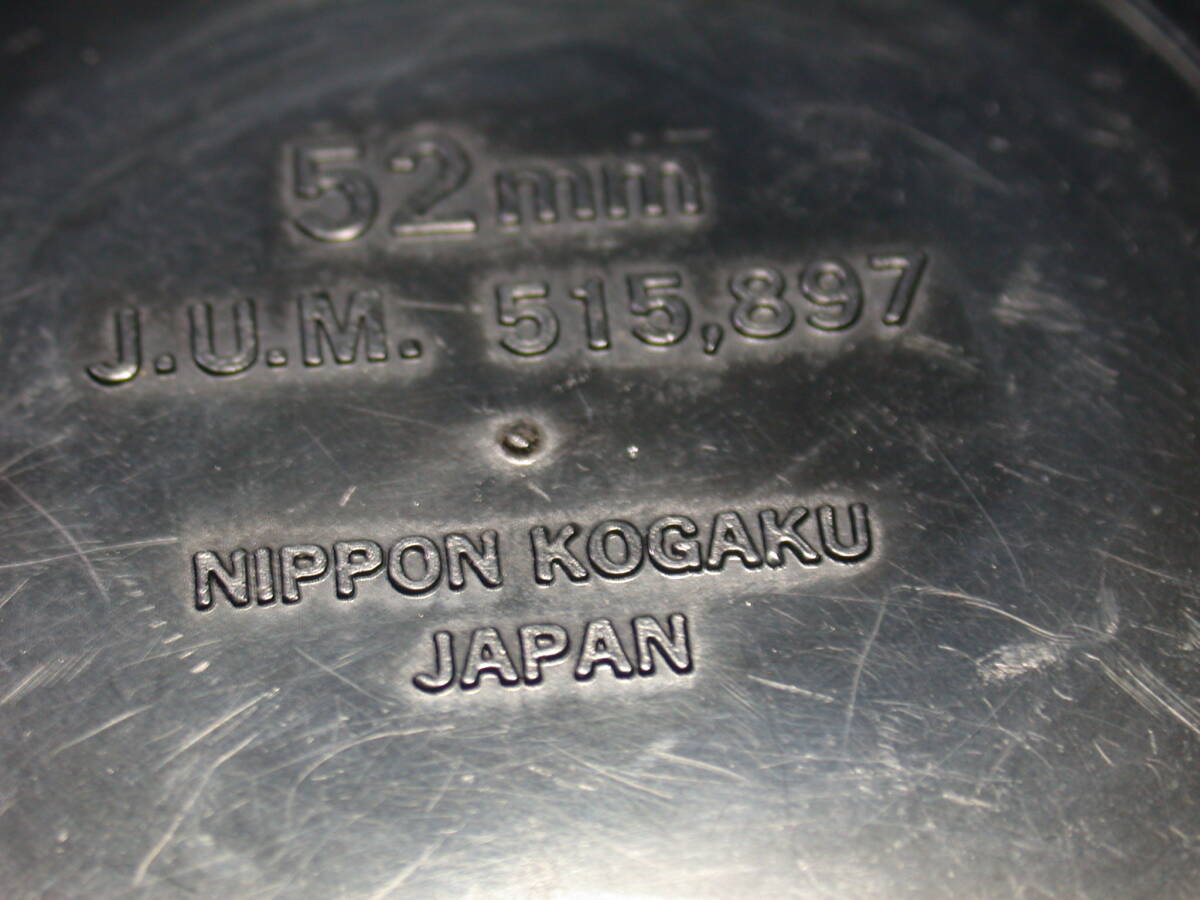 52mm
J.U.M. 515,897
NIPPON KOGAKU
JAPAN